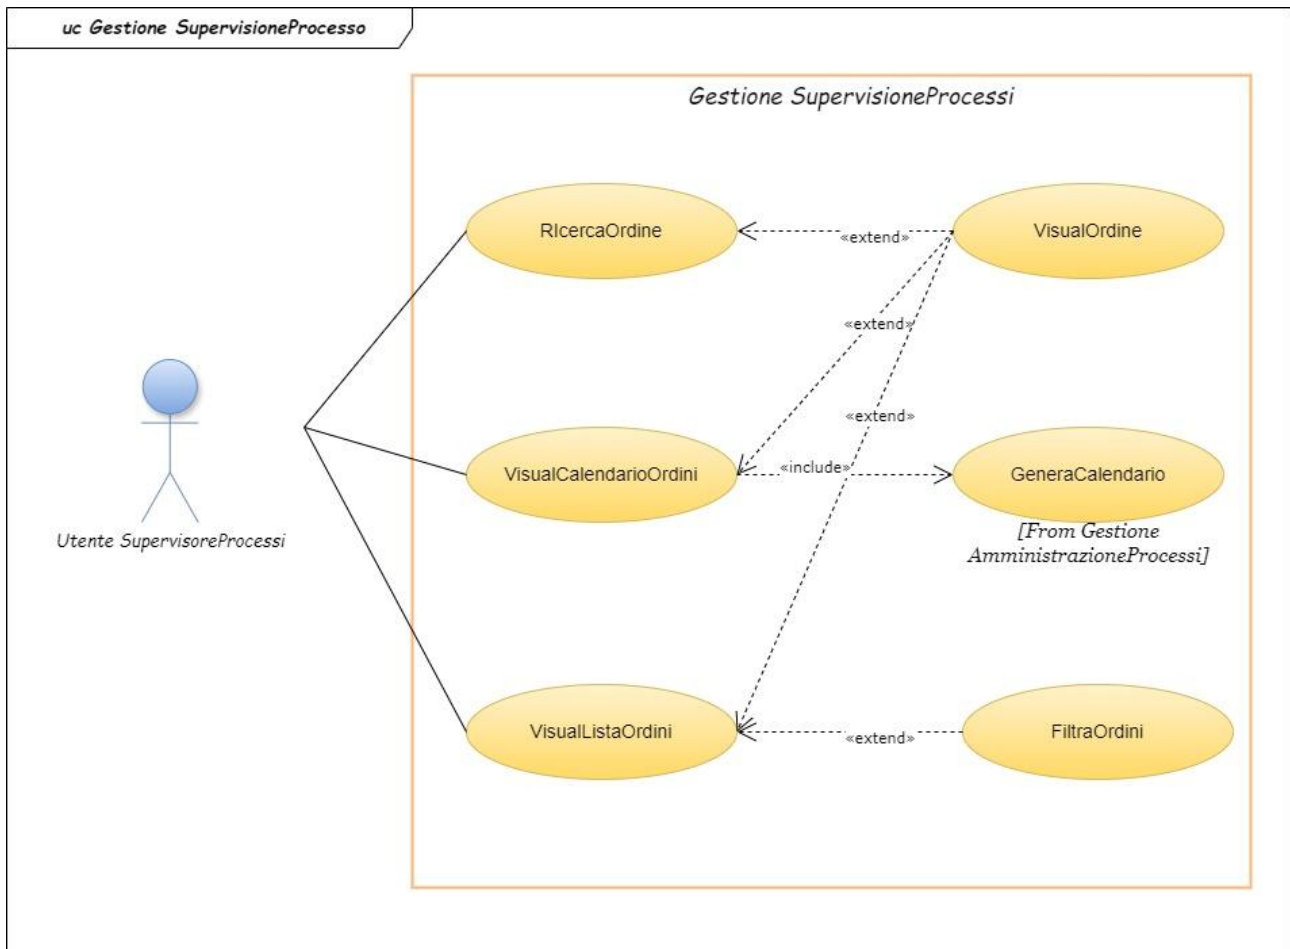 uc Gestione SupervisioneProcesso
Gestione SupervisioneProcessi
RIcercaOrdine
«extend»
VisualOrdine
«extend»
«extend»
Utente SupervisoreProcessi
VisualCalendarioOrdini
«include»
GeneraCalendario
[From Gestione
AmministrazioneProcessi]
VisualListaOrdini
«extend»
FiltraOrdini